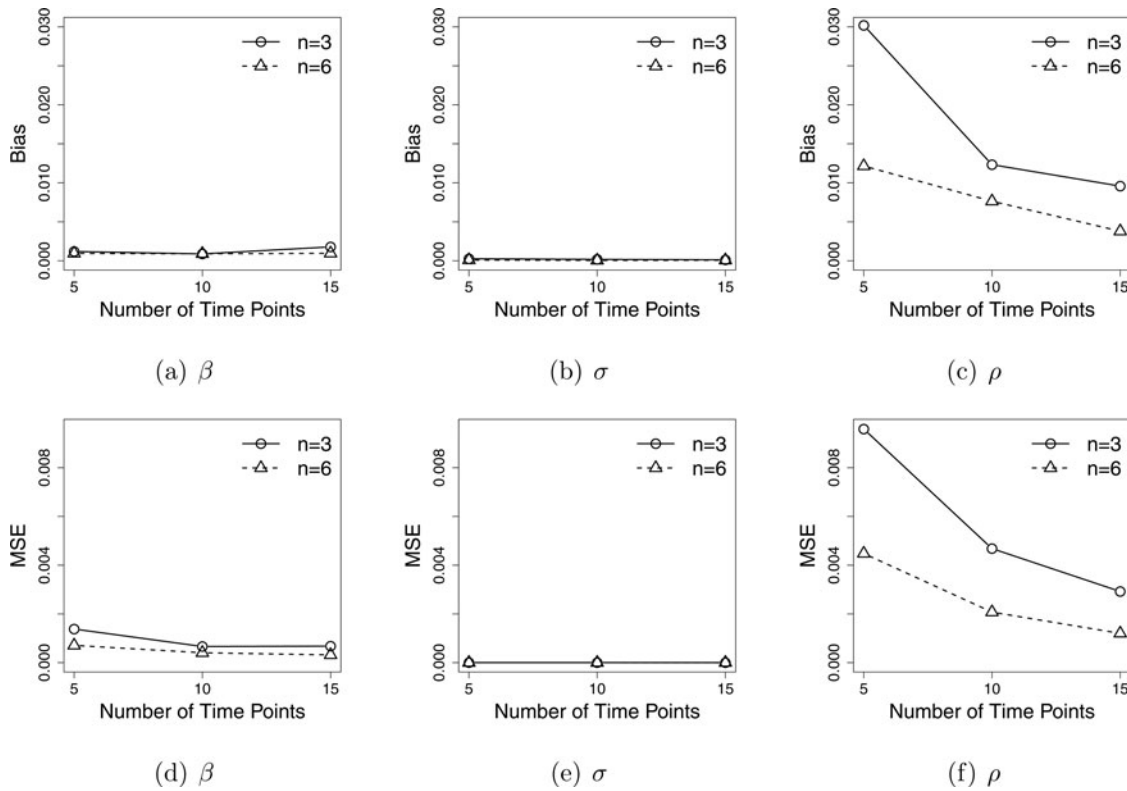 Bias
0.000 0.010 0.020 0.030
n=3
n=6
5 10 15
Number of Time Points
(a) β
Bias
0.000 0.010 0.020 0.030
n=3
n=6
5 10 15
Number of Time Points
(b) σ
Bias
0.000 0.010 0.020 0.030
n=3
n=6
5 10 15
Number of Time Points
(c) ρ
MSE
0.000 0.004 0.008
n=3
n=6
5 10 15
Number of Time Points
(d) β
MSE
0.000 0.004 0.008
n=3
n=6
5 10 15
Number of Time Points
(e) σ
MSE
0.000 0.004 0.008
n=3
n=6
5 10 15
Number of Time Points
(f) ρ